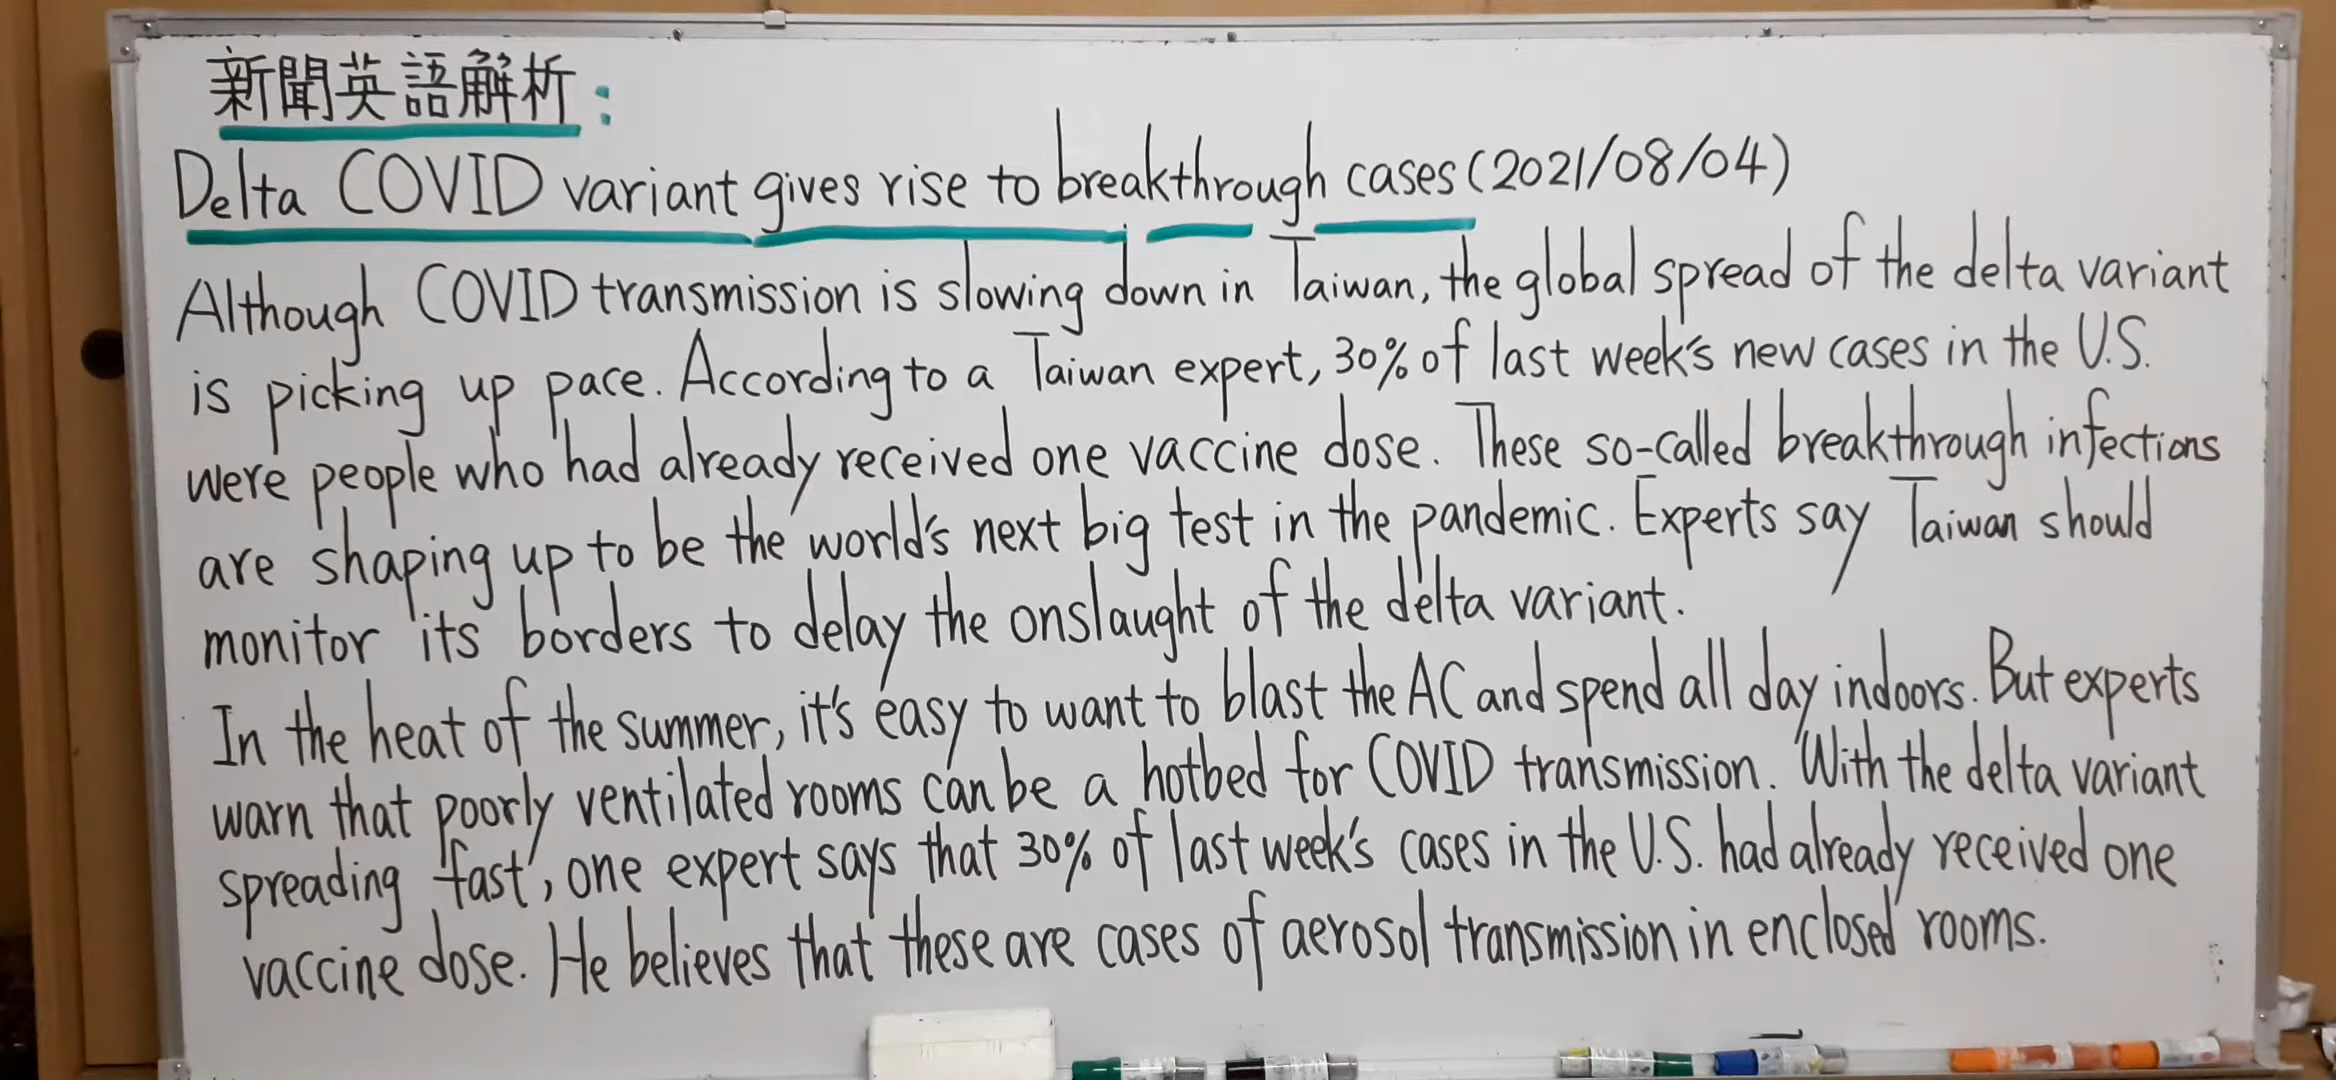 新聞英語解析:
Delta COVID variant gives rise to breakthrough cases (2021/08/04)
Although COVID transmission is slowing down in Taiwan, the global spread of the delta variant
is picking up pace. According to a Taiwan expert, 30% of last week's new cases in the U.S.
were people who had already received one vaccine dose. These so-called breakthrough infections
are shaping up to be the world's next big test in the pandemic. Experts say Taiwan should
monitor its borders to delay the onslaught of the delta variant.
In the heat of the summer, it's easy to want to blast the AC and spend all day indoors. But experts
warn that poorly ventilated rooms can be a hotbed for COVID transmission. With the delta variant
spreading fast, one expert says that 30% of last week's cases in the U.S. had already received one
vaccine dose. He believes that these are cases of aerosol transmission in enclosed rooms.